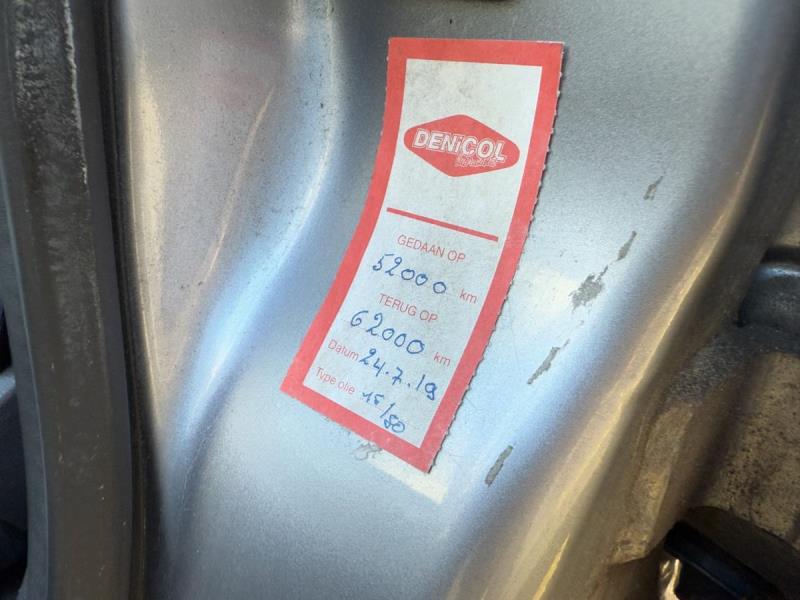 DENiCOL
GEDAAN OP
52000 km
TERUG OP
62000 km
Datum 24.7.19
Type olie 15/50